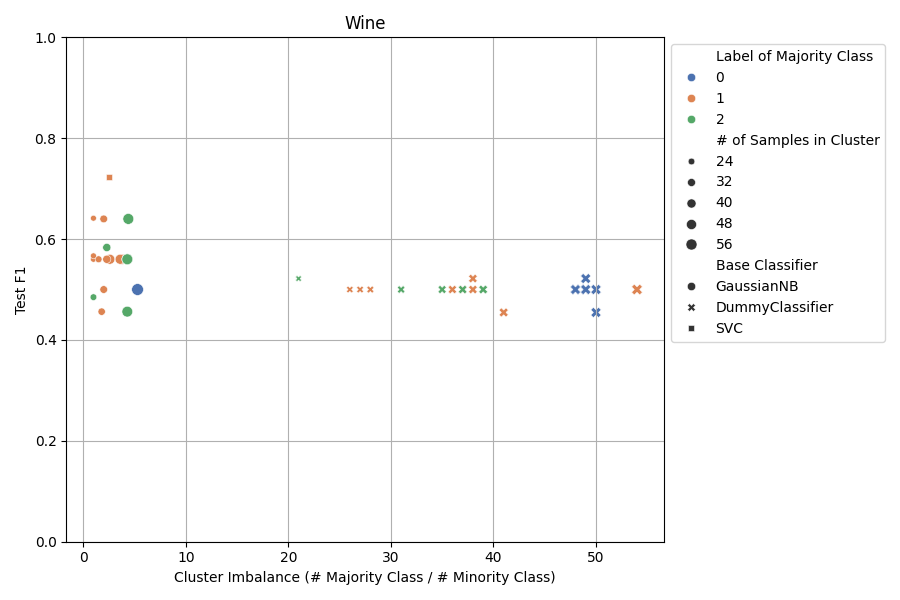 Wine
1.0
0.8
0.6
0.4
0.2
0.0
Test F1
0
10
20
30
40
50
Cluster Imbalance (# Majority Class / # Minority Class)
Label of Majority Class
0
1
2
# of Samples in Cluster
24
32
40
48
56
Base Classifier
GaussianNB
DummyClassifier
SVC